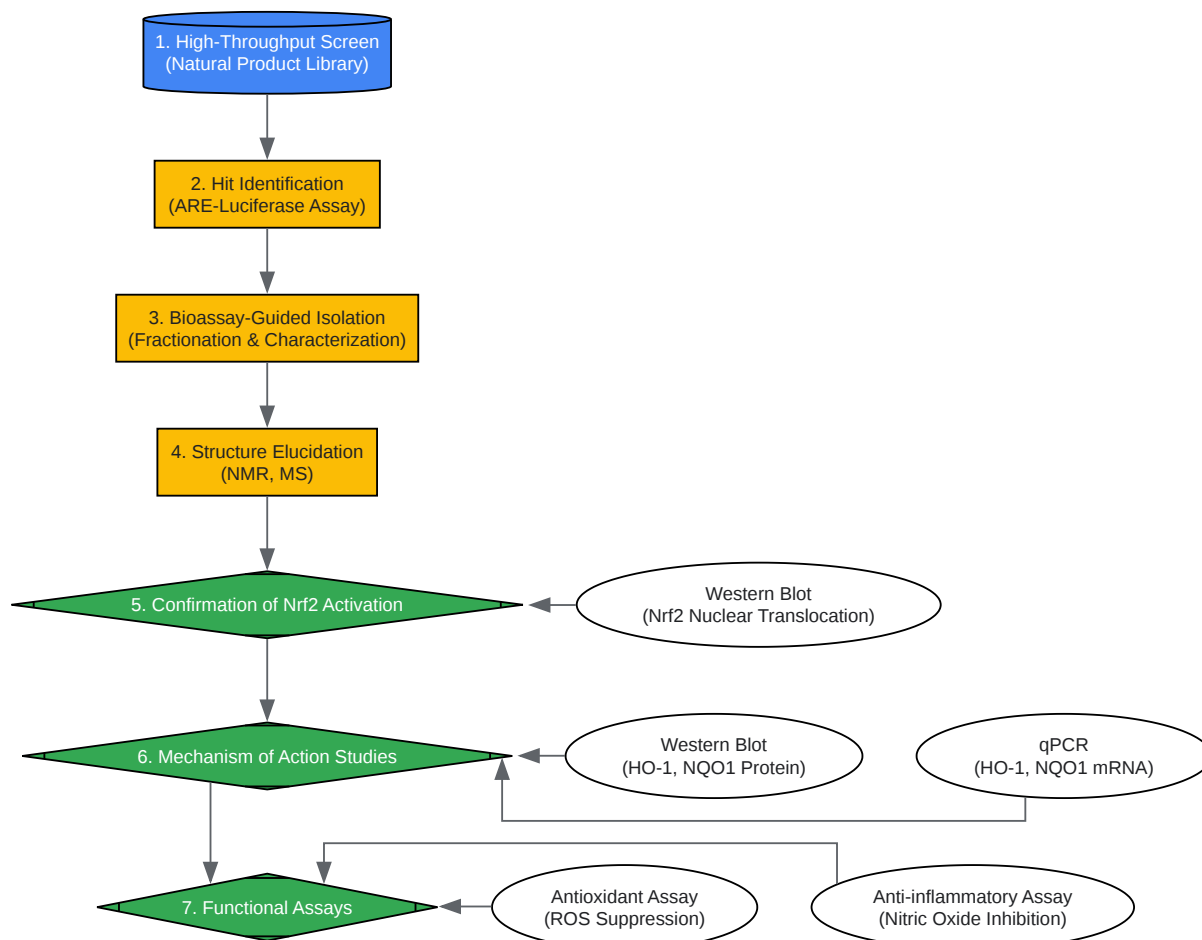 1. High-Throughput Screen
(Natural Product Library)
2. Hit Identification
(ARE-Luciferase Assay)
3. Bioassay-Guided Isolation
(Fractionation & Characterization)
4. Structure Elucidation
(NMR, MS)
5. Confirmation of Nrf2 Activation
Western Blot
(Nrf2 Nuclear Translocation)
6. Mechanism of Action Studies
Western Blot
(HO-1, NQO1 Protein)
qPCR
(HO-1, NQO1 mRNA)
7. Functional Assays
Antioxidant Assay
(ROS Suppression)
Anti-inflammatory Assay
(Nitric Oxide Inhibition)